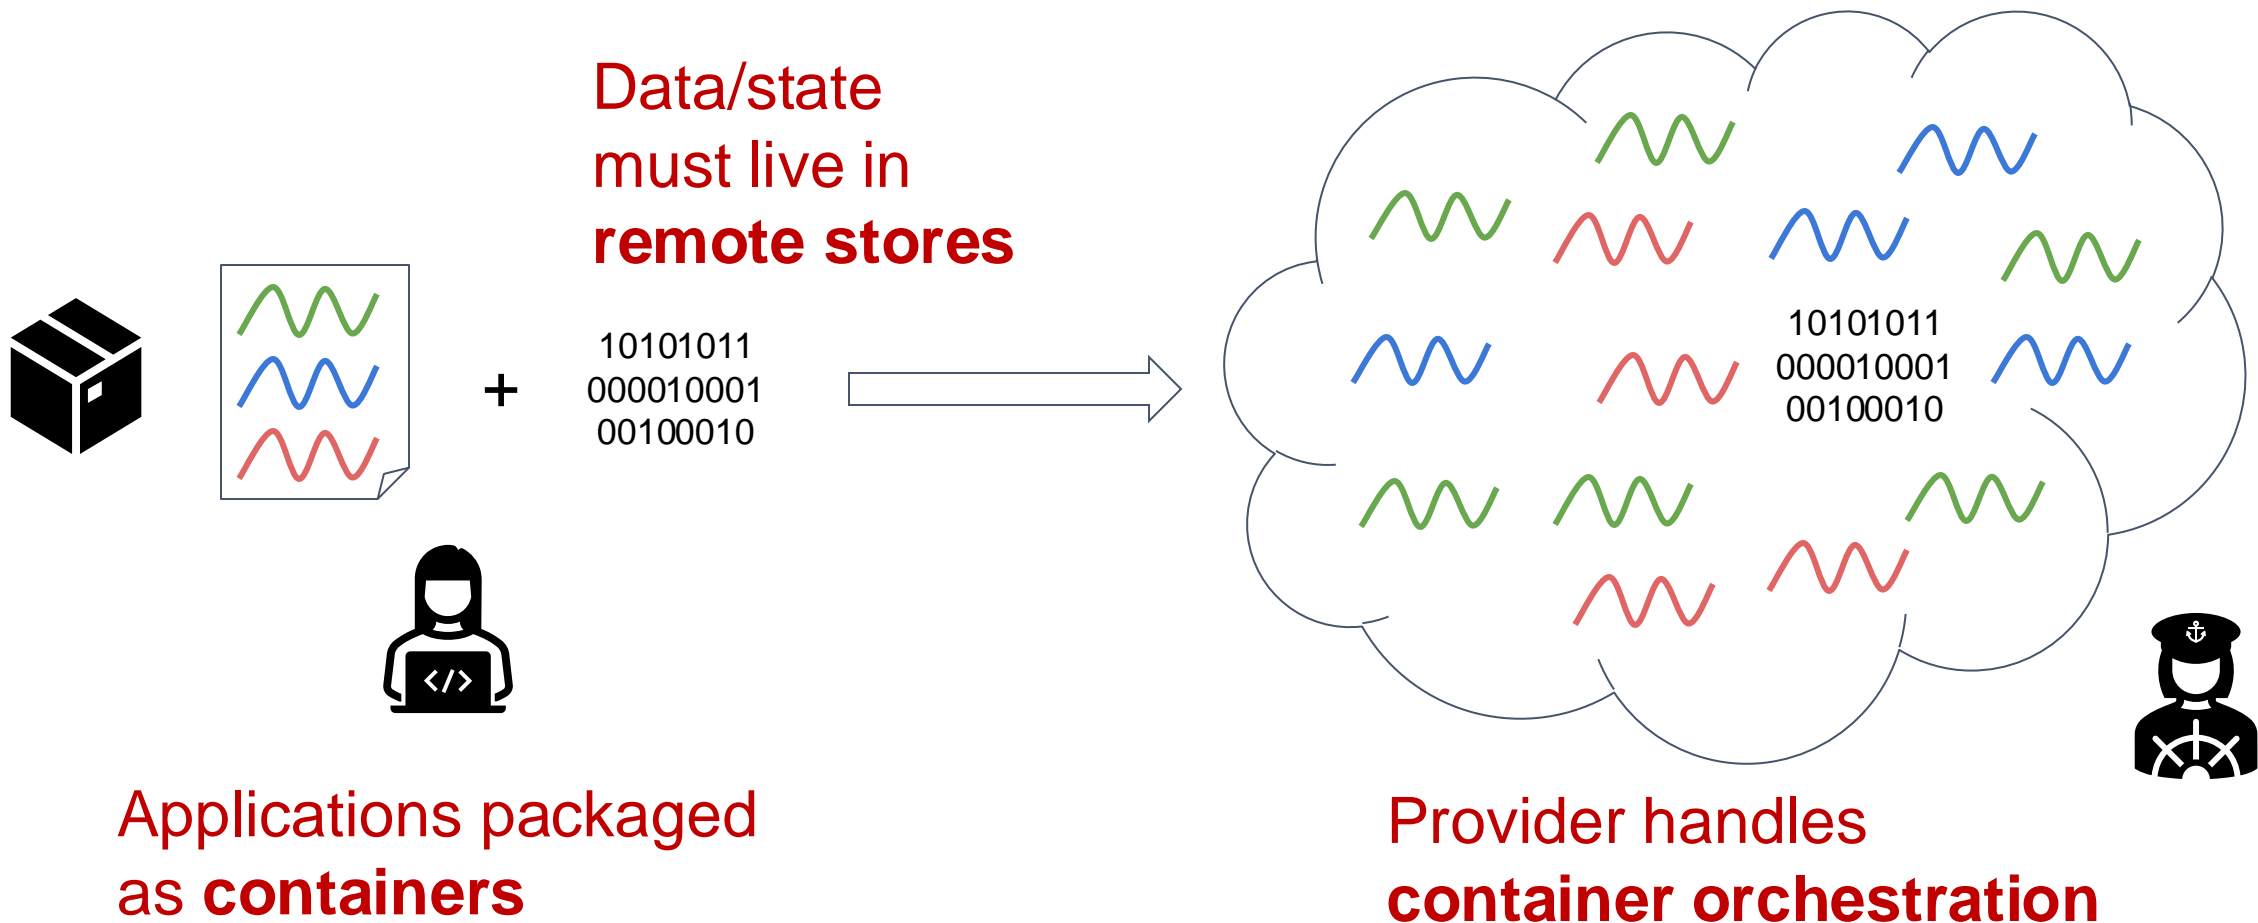 Data/state
must live in
remote stores
+
10101011
000010001
00100010
</>
Applications packaged
as containers
10101011
000010001
00100010
Provider handles
container orchestration